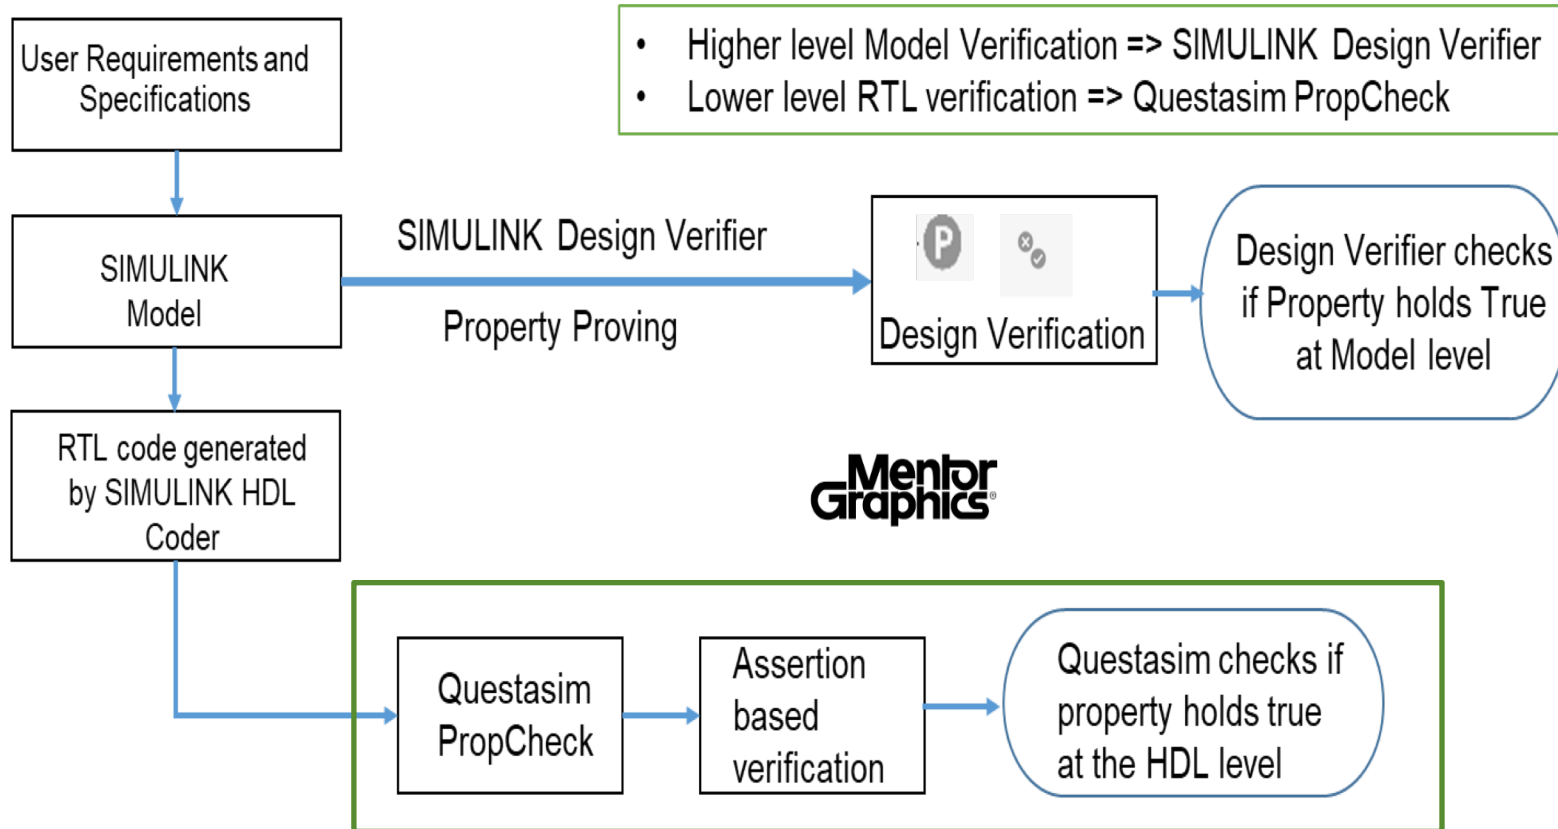 User Requirements and
Specifications
• Higher level Model Verification => SIMULINK Design Verifier
• Lower level RTL verification => Questasim PropCheck
SIMULINK
Model
SIMULINK Design Verifier
Property Proving
P
Design Verification
Design Verifier checks
if Property holds True
at Model level
RTL code generated
by SIMULINK HDL
Coder
Mentor
Graphics®
Questasim
PropCheck
Assertion
based
verification
Questasim checks if
property holds true
at the HDL level